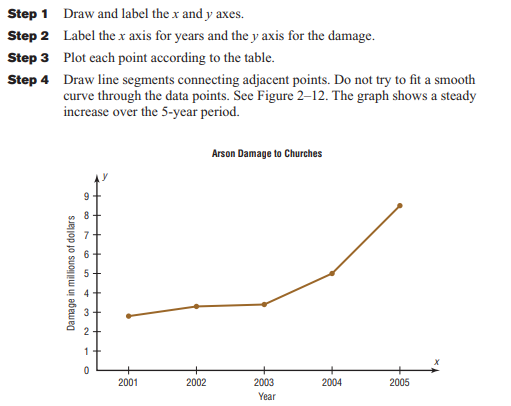 Step 1 Draw and label the x and y axes.
Step 2 Label the x axis for years and the y axis for the damage.
Step 3 Plot each point according to the table.
Step 4 Draw line segments connecting adjacent points. Do not try to fit a smooth
curve through the data points. See Figure 2–12. The graph shows a steady
increase over the 5-year period.
Arson Damage to Churches
y
9
8
7
6
5
4
3
2
1
0
Damage in millions of dollars
x
2001 2002 2003 2004 2005
Year